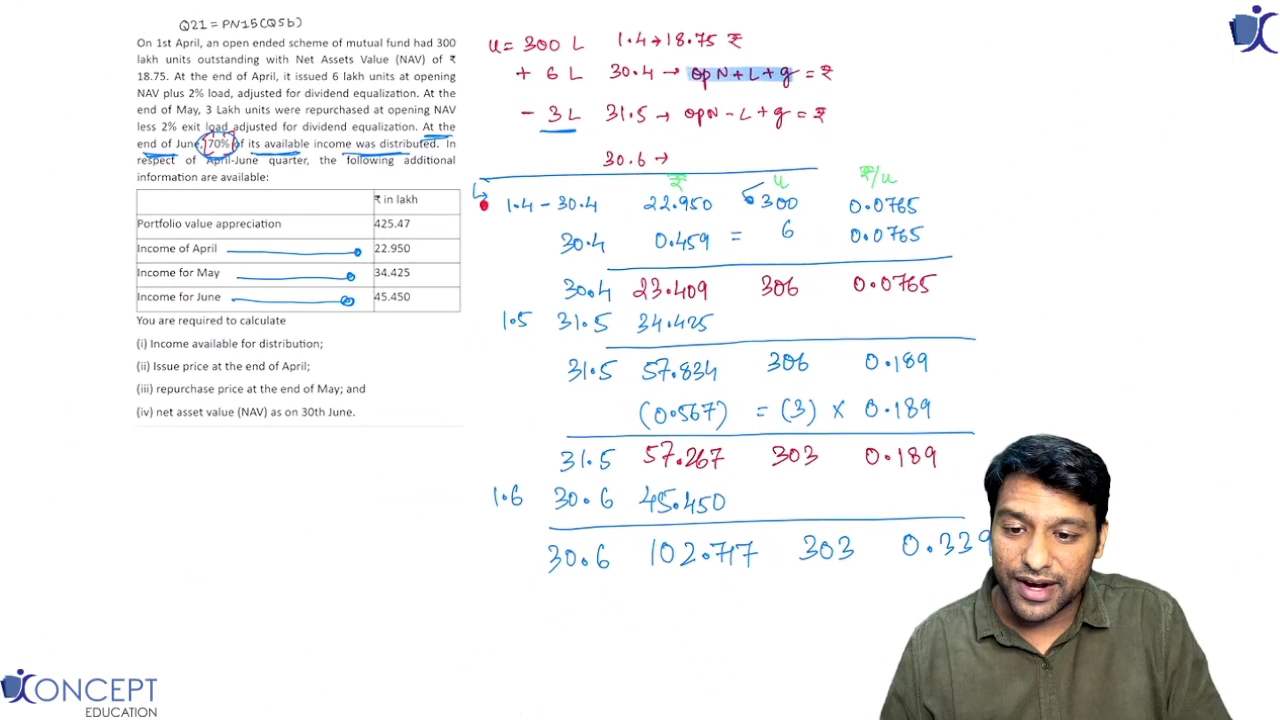 Q21 = PN15(Q5b)
On 1st April, an open ended scheme of mutual fund had 300
lakh units outstanding with Net Assets Value (NAV) of ₹
18.75. At the end of April, it issued 6 lakh units at opening
NAV plus 2% load, adjusted for dividend equalization. At the
end of May, 3 Lakh units were repurchased at opening NAV
less 2% exit load adjusted for dividend equalization. At the
end of June, 70% of its available income was distributed. In
respect of April-June quarter, the following additional
information are available:
₹ in lakh
Portfolio value appreciation 425.47
Income of April 22.950
Income for May 34.425
Income for June 45.450
You are required to calculate
(i) Income available for distribution;
(ii) Issue price at the end of April;
(iii) repurchase price at the end of May; and
(iv) net asset value (NAV) as on 30th June.
u = 300 L 1.4 → 18.75 ₹
+ 6 L 30.4 → opN + L + g = ₹
- 3L 31.5 → opN - L + g = ₹
30.6 →
₹ u ₹/u
1.4 - 30.4 22.950 300 0.0765
30.4 0.459 = 6 0.0765
30.4 23.409 306 0.0765
1.5 31.5 34.425
31.5 57.834 306 0.189
(0.567) = (3) × 0.189
31.5 57.267 303 0.189
1.6 30.6 45.450
30.6 102.717 303 0.339
CONCEPT
EDUCATION